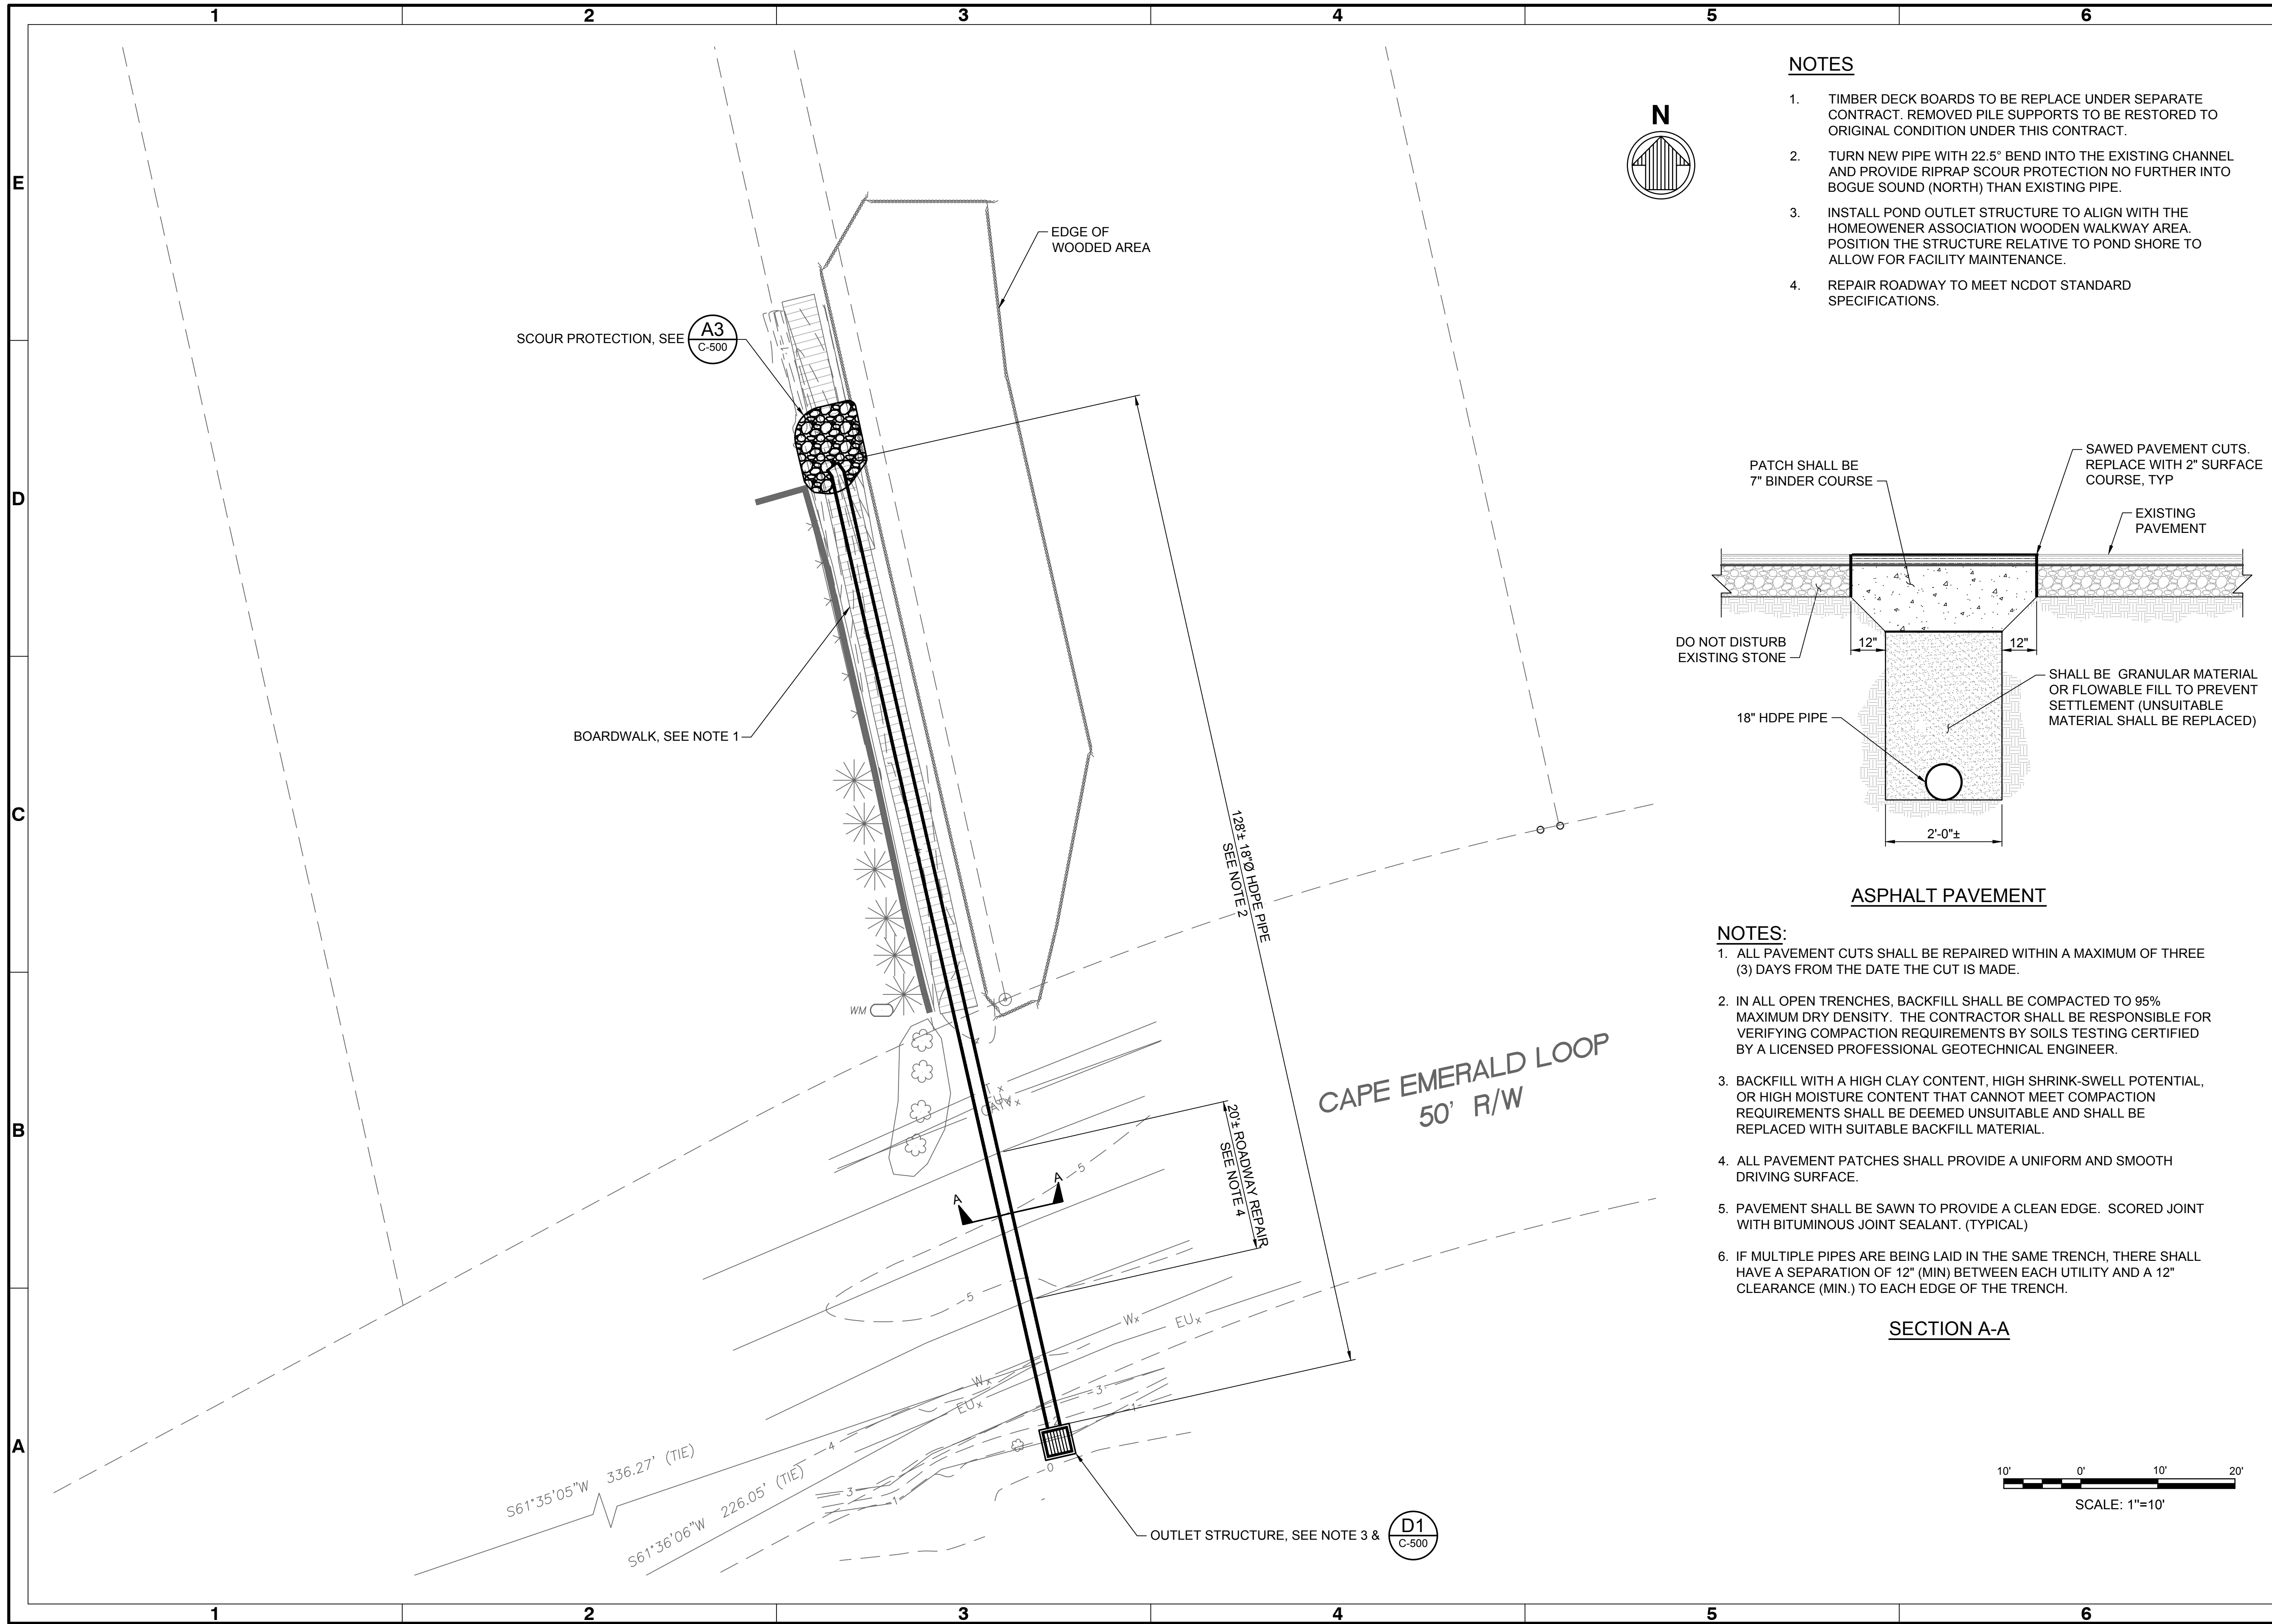 1 2 3 4 5 6
E
D
C
B
A
N
NOTES
1. TIMBER DECK BOARDS TO BE REPLACE UNDER SEPARATE
CONTRACT. REMOVED PILE SUPPORTS TO BE RESTORED TO
ORIGINAL CONDITION UNDER THIS CONTRACT.
2. TURN NEW PIPE WITH 22.5° BEND INTO THE EXISTING CHANNEL
AND PROVIDE RIPRAP SCOUR PROTECTION NO FURTHER INTO
BOGUE SOUND (NORTH) THAN EXISTING PIPE.
3. INSTALL POND OUTLET STRUCTURE TO ALIGN WITH THE
HOMEOWENER ASSOCIATION WOODEN WALKWAY AREA.
POSITION THE STRUCTURE RELATIVE TO POND SHORE TO
ALLOW FOR FACILITY MAINTENANCE.
4. REPAIR ROADWAY TO MEET NCDOT STANDARD
SPECIFICATIONS.
EDGE OF
WOODED AREA
SCOUR PROTECTION, SEE
A3
C-500
BOARDWALK, SEE NOTE 1
128'± 18"Ø HDPE PIPE
SEE NOTE 2
WM
CATVx
CAPE EMERALD LOOP
50' R/W
20'± ROADWAY REPAIR
SEE NOTE 4
A
A
5
5
Wx
EUx
Wx
EUx
3
1
4
3
1
0
S61°35'05"W 336.27' (TIE)
S61°36'06"W 226.05' (TIE)
OUTLET STRUCTURE, SEE NOTE 3 &
D1
C-500
PATCH SHALL BE
7" BINDER COURSE
SAWED PAVEMENT CUTS.
REPLACE WITH 2" SURFACE
COURSE, TYP
EXISTING
PAVEMENT
DO NOT DISTURB
EXISTING STONE
12"
12"
SHALL BE GRANULAR MATERIAL
OR FLOWABLE FILL TO PREVENT
SETTLEMENT (UNSUITABLE
MATERIAL SHALL BE REPLACED)
18" HDPE PIPE
2'-0"±
ASPHALT PAVEMENT
NOTES:
1. ALL PAVEMENT CUTS SHALL BE REPAIRED WITHIN A MAXIMUM OF THREE
(3) DAYS FROM THE DATE THE CUT IS MADE.
2. IN ALL OPEN TRENCHES, BACKFILL SHALL BE COMPACTED TO 95%
MAXIMUM DRY DENSITY. THE CONTRACTOR SHALL BE RESPONSIBLE FOR
VERIFYING COMPACTION REQUIREMENTS BY SOILS TESTING CERTIFIED
BY A LICENSED PROFESSIONAL GEOTECHNICAL ENGINEER.
3. BACKFILL WITH A HIGH CLAY CONTENT, HIGH SHRINK-SWELL POTENTIAL,
OR HIGH MOISTURE CONTENT THAT CANNOT MEET COMPACTION
REQUIREMENTS SHALL BE DEEMED UNSUITABLE AND SHALL BE
REPLACED WITH SUITABLE BACKFILL MATERIAL.
4. ALL PAVEMENT PATCHES SHALL PROVIDE A UNIFORM AND SMOOTH
DRIVING SURFACE.
5. PAVEMENT SHALL BE SAWN TO PROVIDE A CLEAN EDGE. SCORED JOINT
WITH BITUMINOUS JOINT SEALANT. (TYPICAL)
6. IF MULTIPLE PIPES ARE BEING LAID IN THE SAME TRENCH, THERE SHALL
HAVE A SEPARATION OF 12" (MIN) BETWEEN EACH UTILITY AND A 12"
CLEARANCE (MIN.) TO EACH EDGE OF THE TRENCH.
SECTION A-A
10' 0' 10' 20'
SCALE: 1"=10'
1 2 3 4 5 6